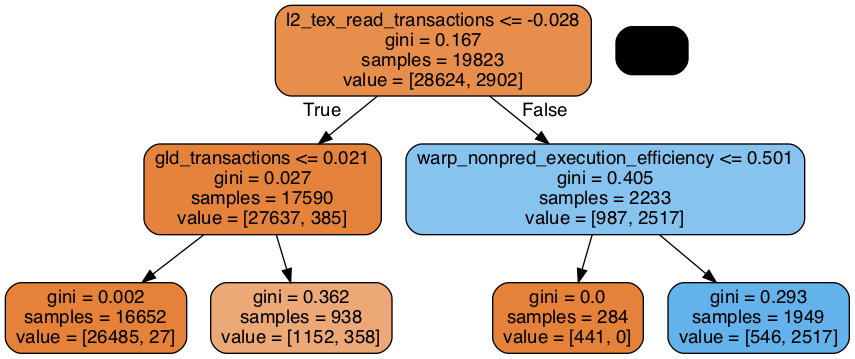 l2_tex_read_transactions <= -0.028
gini = 0.167
samples = 19823
value = [28624, 2902]
True
False
gld_transactions <= 0.021
gini = 0.027
samples = 17590
value = [27637, 385]
warp_nonpred_execution_efficiency <= 0.501
gini = 0.405
samples = 2233
value = [987, 2517]
gini = 0.002
samples = 16652
value = [26485, 27]
gini = 0.362
samples = 938
value = [1152, 358]
gini = 0.0
samples = 284
value = [441, 0]
gini = 0.293
samples = 1949
value = [546, 2517]